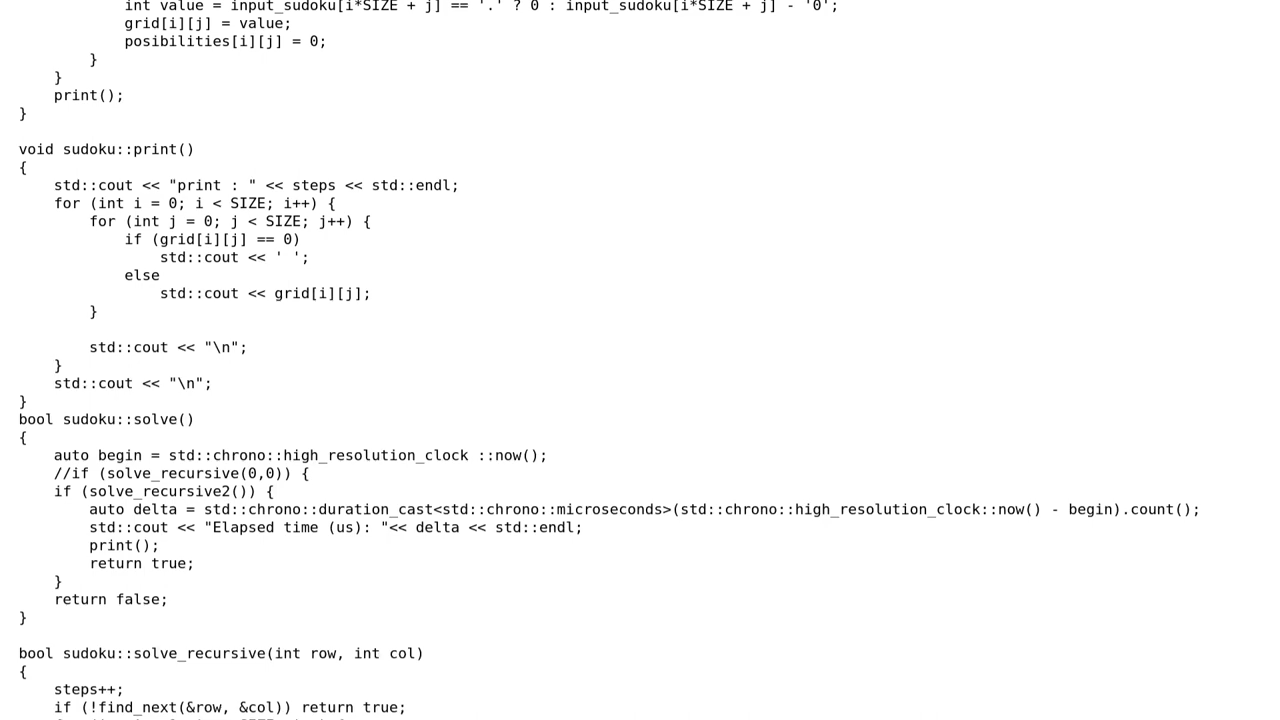 int value = input_sudoku[i*SIZE + j] == '.' ? 0 : input_sudoku[i*SIZE + j] - '0';
            grid[i][j] = value;
            posibilities[i][j] = 0;
        }
    }
    print();
}

void sudoku::print()
{
    std::cout << "print : " << steps << std::endl;
    for (int i = 0; i < SIZE; i++) {
        for (int j = 0; j < SIZE; j++) {
            if (grid[i][j] == 0)
                std::cout << ' ';
            else
                std::cout << grid[i][j];
        }

        std::cout << "\n";
    }
    std::cout << "\n";
}
bool sudoku::solve()
{
    auto begin = std::chrono::high_resolution_clock ::now();
    //if (solve_recursive(0,0)) {
    if (solve_recursive2()) {
        auto delta = std::chrono::duration_cast<std::chrono::microseconds>(std::chrono::high_resolution_clock::now() - begin).count();
        std::cout << "Elapsed time (us): "<< delta << std::endl;
        print();
        return true;
    }
    return false;
}

bool sudoku::solve_recursive(int row, int col)
{
    steps++;
    if (!find_next(&row, &col)) return true;